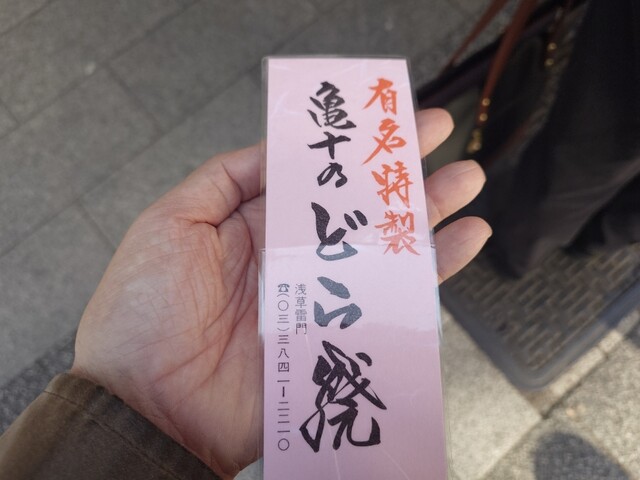 有名特製
亀十のどら焼
浅草雷門
☎(〇三)三八四一ー二二一〇